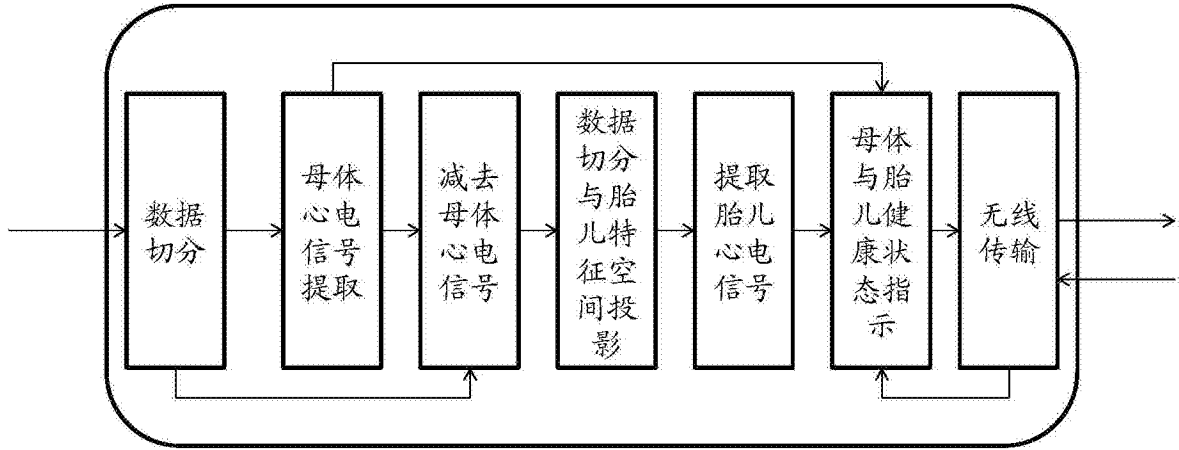 数据
切分
母体
心电
信号
提取
减去
母体
心电
信号
数据
切分
与胎
儿特
征空
间投
影
提取
胎儿
心电
信号
母体
与胎
儿健
康状
态指
示
无线
传输